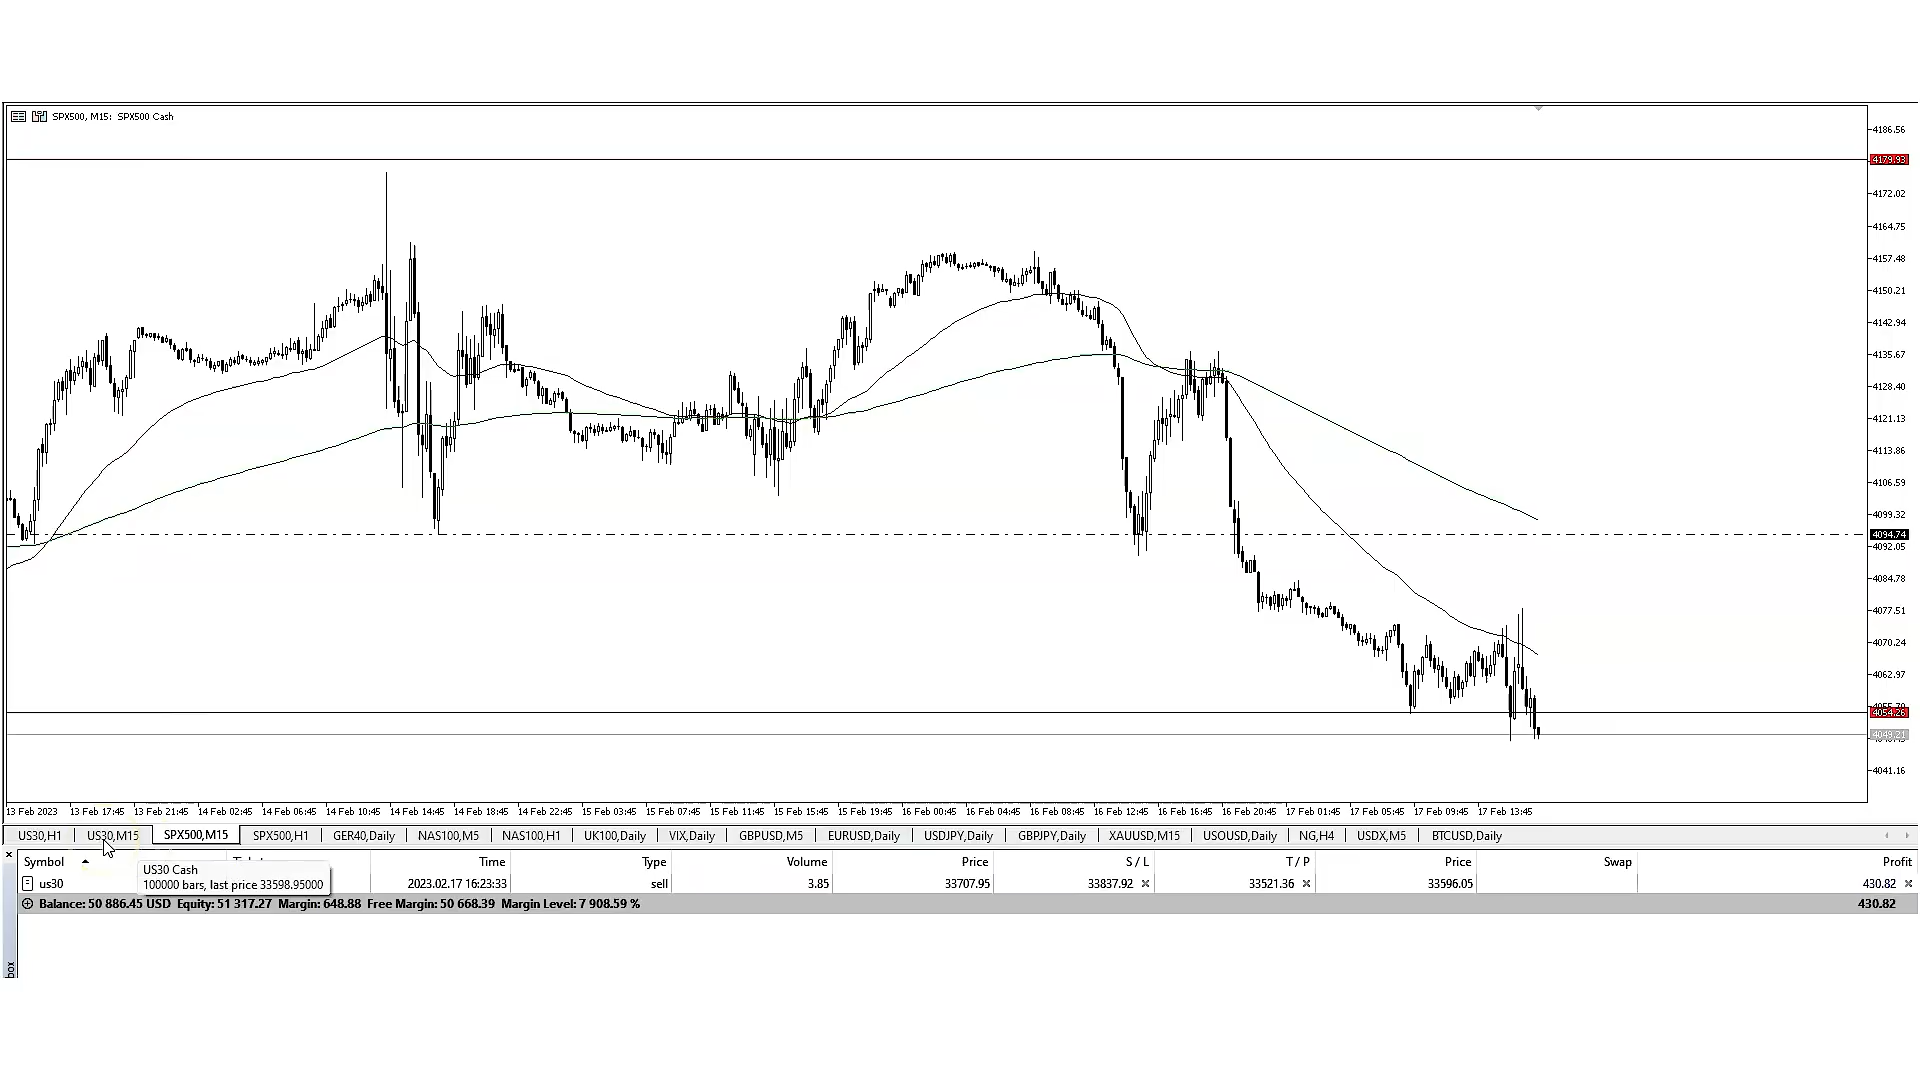 SPX500, M15: SPX500 Cash
4186.56
4179.93
4172.02
4164.75
4157.48
4150.21
4142.94
4135.67
4128.40
4121.13
4113.86
4106.59
4099.32
4094.74
4092.05
4084.78
4077.51
4070.24
4062.97
4054.26
4049.21
4041.16
13 Feb 2023 13 Feb 17:45 13 Feb 21:45 14 Feb 02:45 14 Feb 06:45 14 Feb 10:45 14 Feb 14:45 14 Feb 18:45 14 Feb 22:45 15 Feb 03:45 15 Feb 07:45 15 Feb 11:45 15 Feb 15:45 15 Feb 19:45 16 Feb 00:45 16 Feb 04:45 16 Feb 08:45 16 Feb 12:45 16 Feb 16:45 16 Feb 20:45 17 Feb 01:45 17 Feb 05:45 17 Feb 09:45 17 Feb 13:45
US30,H1 US30,M15 SPX500,M15 SPX500,H1 GER40,Daily NAS100,M5 NAS100,H1 UK100,Daily VIX,Daily GBPUSD,M5 EURUSD,Daily USDJPY,Daily GBPJPY,Daily XAUUSD,M15 USOUSD,Daily NG,H4 USDX,M5 BTCUSD,Daily
Symbol Time Type Volume Price S / L T / P Price Swap Profit
US30 Cash
100000 bars, last price 33598.95000
us30 2023.02.17 16:23:33 sell 3.85 33707.95 33837.92 33521.36 33596.05 430.82
Balance: 50 886.45 USD Equity: 51 317.27 Margin: 648.88 Free Margin: 50 668.39 Margin Level: 7 908.59 % 430.82
box